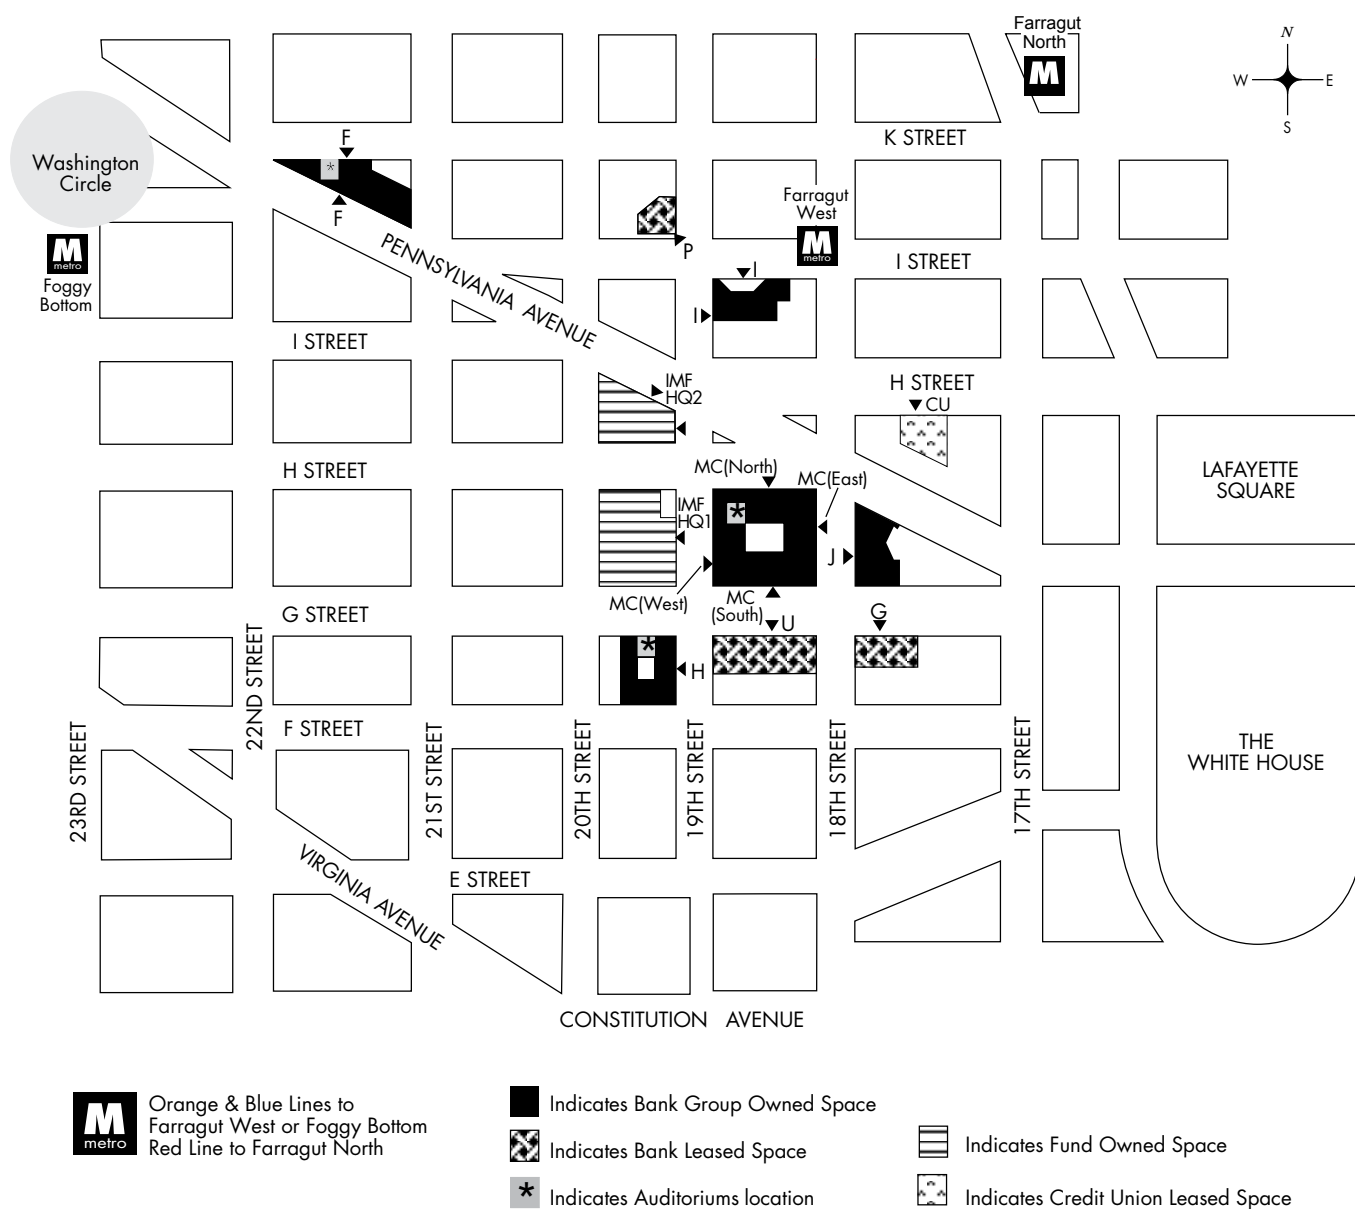 Farragut
North
M
N
W
E
S
K STREET
Washington
Circle
F
*
F
Farragut
West
M
metro
P
PENNSYLVANIA AVENUE
M
metro
Foggy
Bottom
I STREET
I
I
I STREET
IMF
HQ2
H STREET
CU
H STREET
MC(North)
MC(East)
LAFAYETTE
SQUARE
IMF
HQ1
*
J
MC(West)
MC
(South)
G STREET
U
G
*
H
22ND STREET
F STREET
23RD STREET
21ST STREET
20TH STREET
19TH STREET
18TH STREET
17TH STREET
THE
WHITE HOUSE
VIRGINIA AVENUE
E STREET
CONSTITUTION AVENUE
M
metro
Orange & Blue Lines to
Farragut West or Foggy Bottom
Red Line to Farragut North
Indicates Bank Group Owned Space
Indicates Bank Leased Space
* Indicates Auditoriums location
Indicates Fund Owned Space
Indicates Credit Union Leased Space